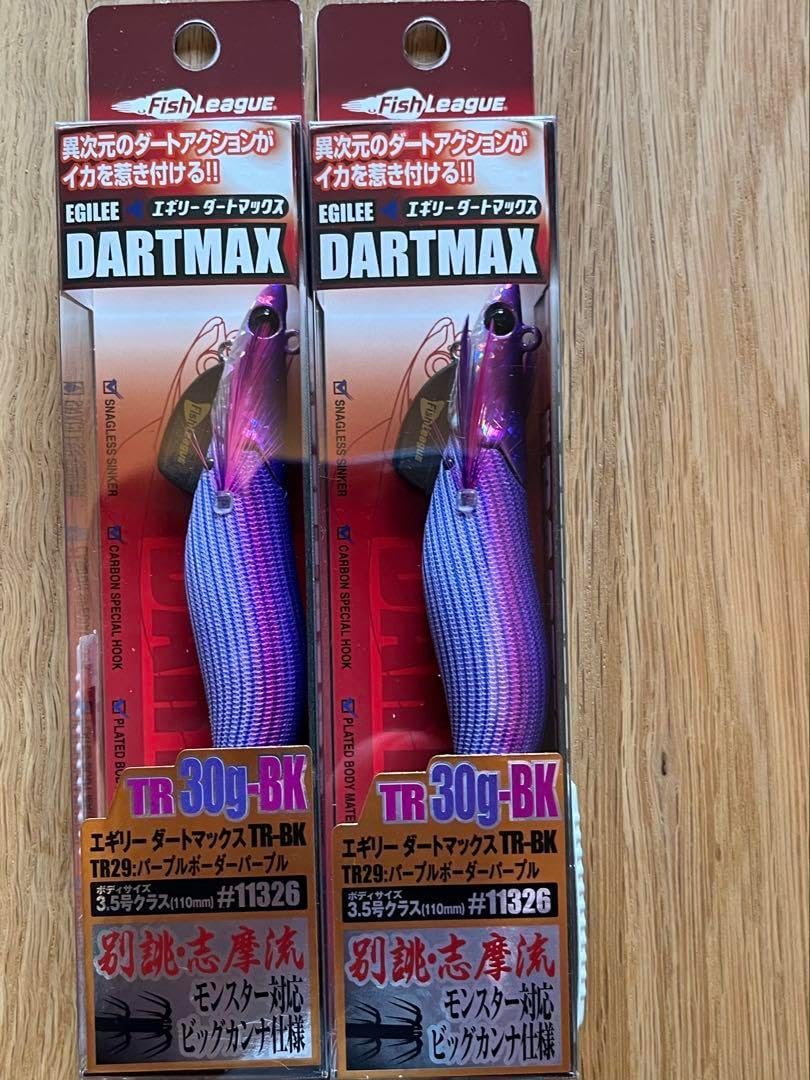 FishLeague
異次元のダートアクションが
イカを惹き付ける!!
EGILEE エギリーダートマックス
DARTMAX
FishLeague
SNAGLESS SINKER
CARBON SPECIAL HOOK
PLATED BODY
TR 30g-BK
エギリー ダートマックス TR-BK
TR29:パープルボーダーパープル
ボディサイズ
3.5号クラス(110mm) #11326
別誂・志摩流
モンスター対応
ビッグカンナ仕様
FishLeague
異次元のダートアクションが
イカを惹き付ける!!
EGILEE エギリーダートマックス
DARTMAX
FishLeague
SNAGLESS SINKER
CARBON SPECIAL HOOK
PLATED BODY MATE
TR 30g-BK
エギリー ダートマックス TR-BK
TR29:パープルボーダーパープル
ボディサイズ
3.5号クラス(110mm) #11326
別誂・志摩流
モンスター対応
ビッグカンナ仕様